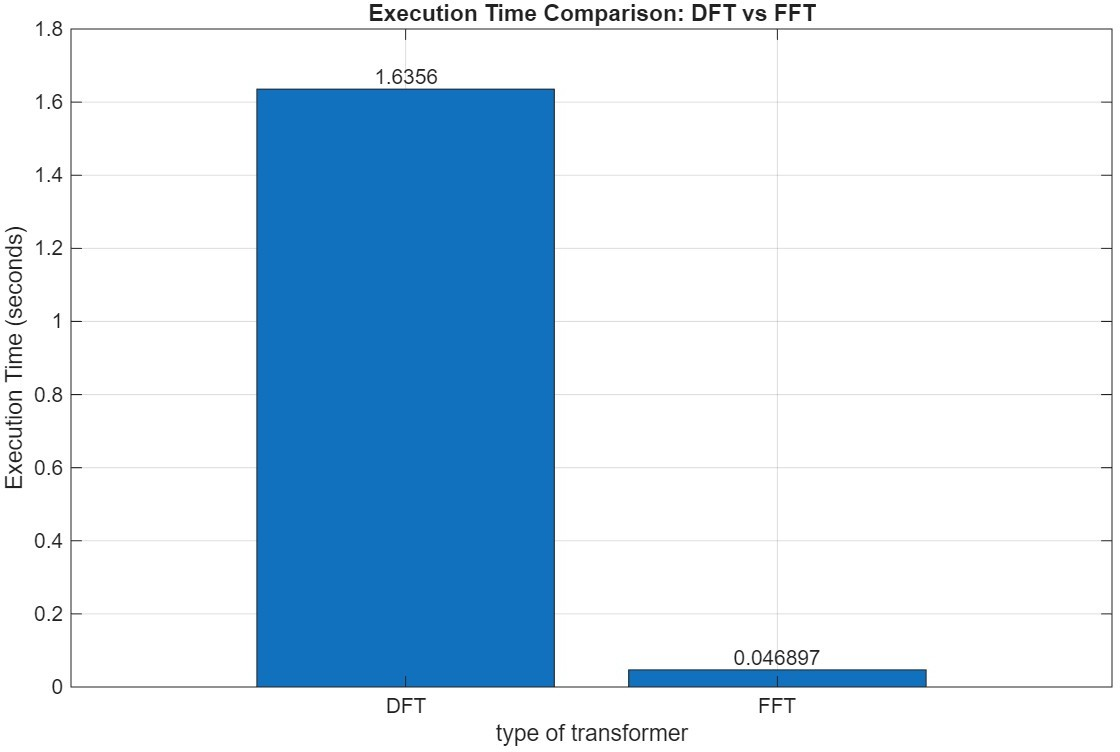 Execution Time Comparison: DFT vs FFT
1.8
1.6
1.4
1.2
1
0.8
0.6
0.4
0.2
0
Execution Time (seconds)
1.6356
0.046897
DFT
FFT
type of transformer